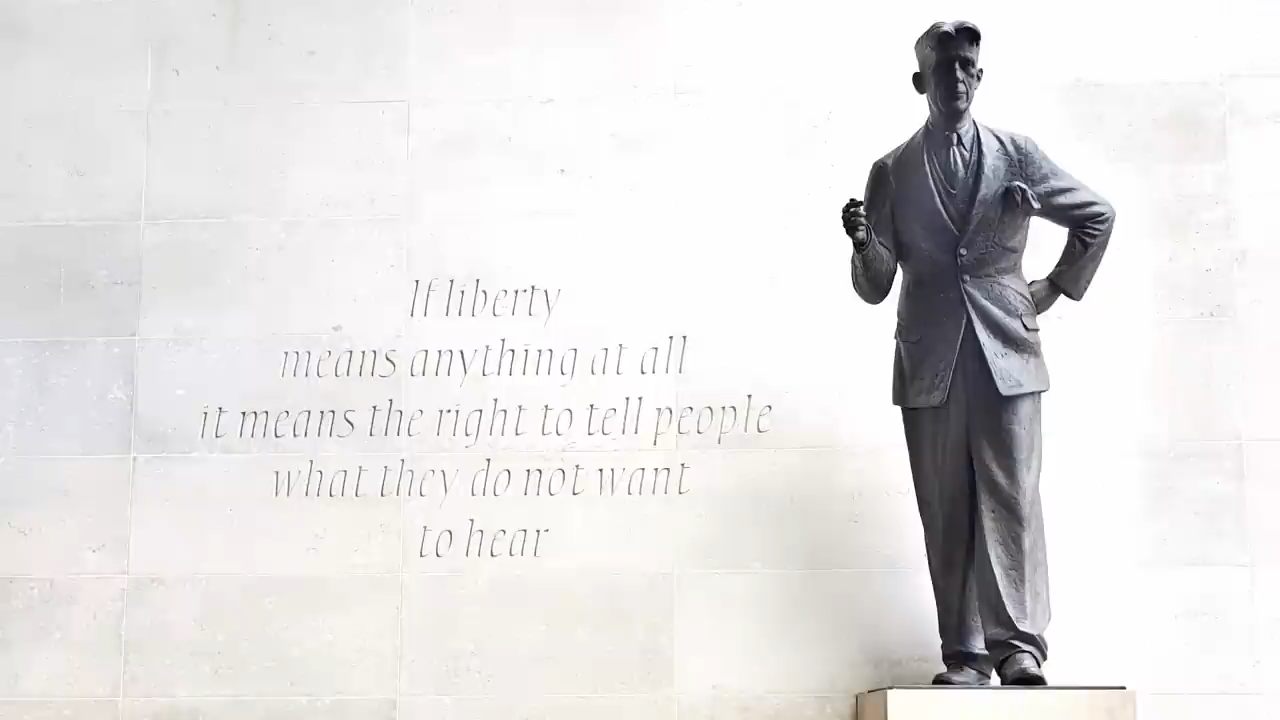 If liberty
means anything at all
it means the right to tell people
what they do not want
to hear